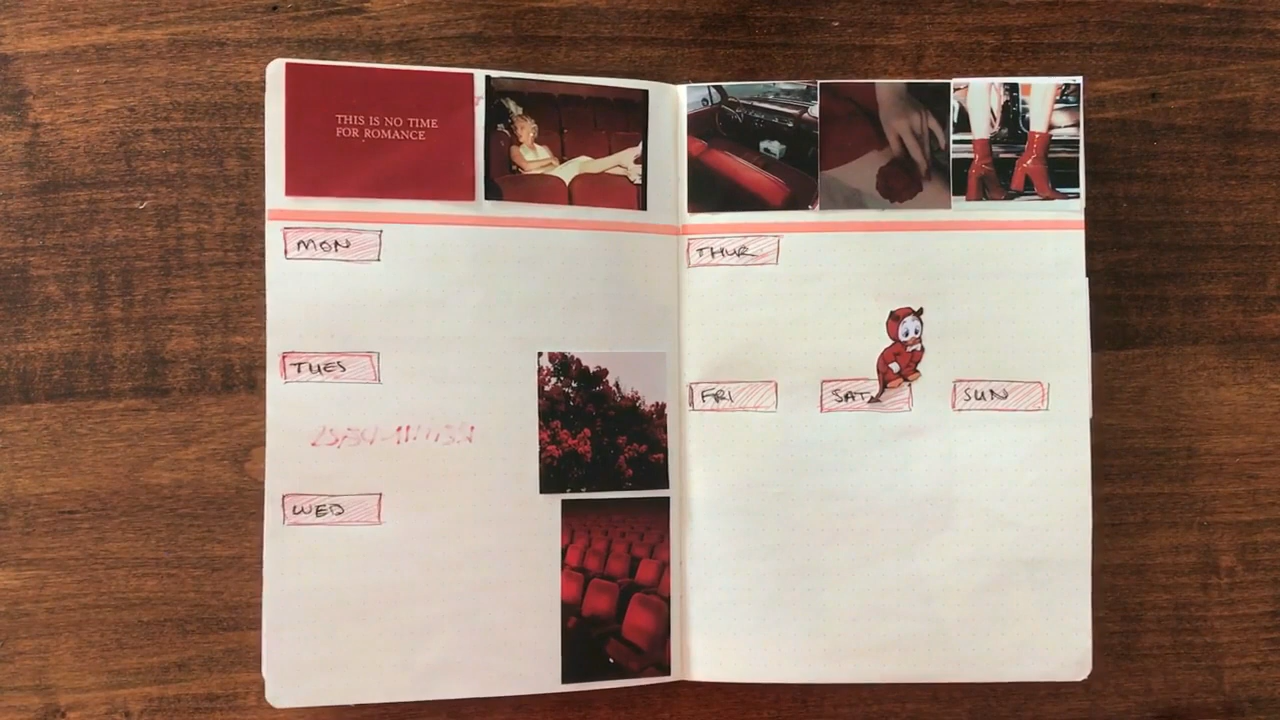 THIS IS NO TIME
FOR ROMANCE
MON
TUES
WED
THUR
FRI
SAT
SUN